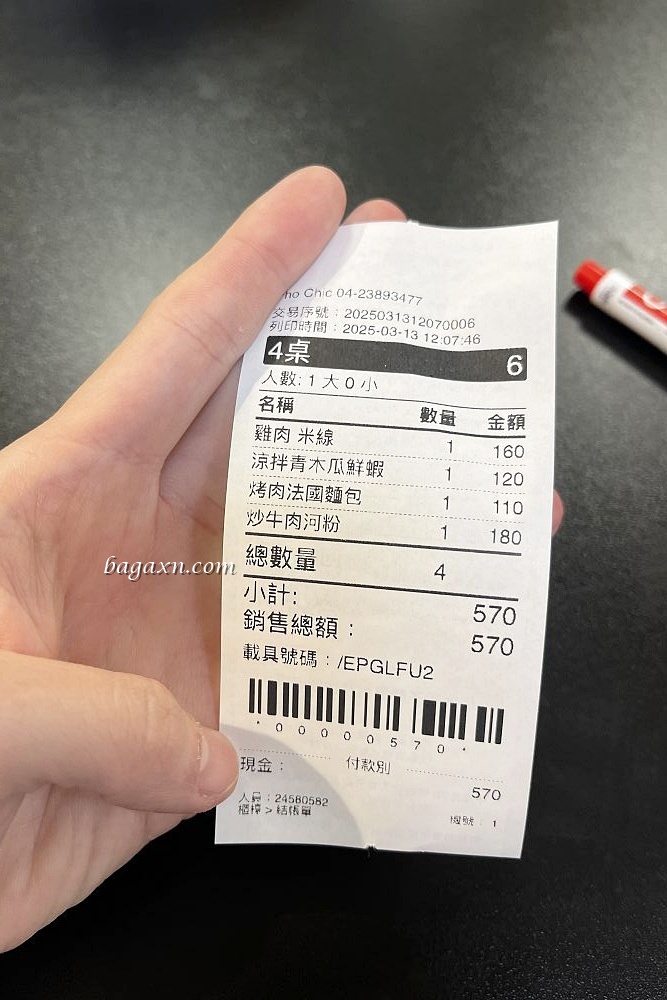 ho Chic 04-23893477
交易序號：2025031312070006
列印時間：2025-03-13 12:07:46
4桌 6
人數: 1 大 0 小
名稱 數量 金額
雞肉 米線 1 160
涼拌青木瓜鮮蝦 1 120
烤肉法國麵包 1 110
炒牛肉河粉 1 180
總數量 4
小計: 570
銷售總額： 570
載具號碼：/EPGLFU2
*00000570*
付款別
現金： 570
人員：24580582
櫃檯 > 結帳單 機號：1
bagaxn.com